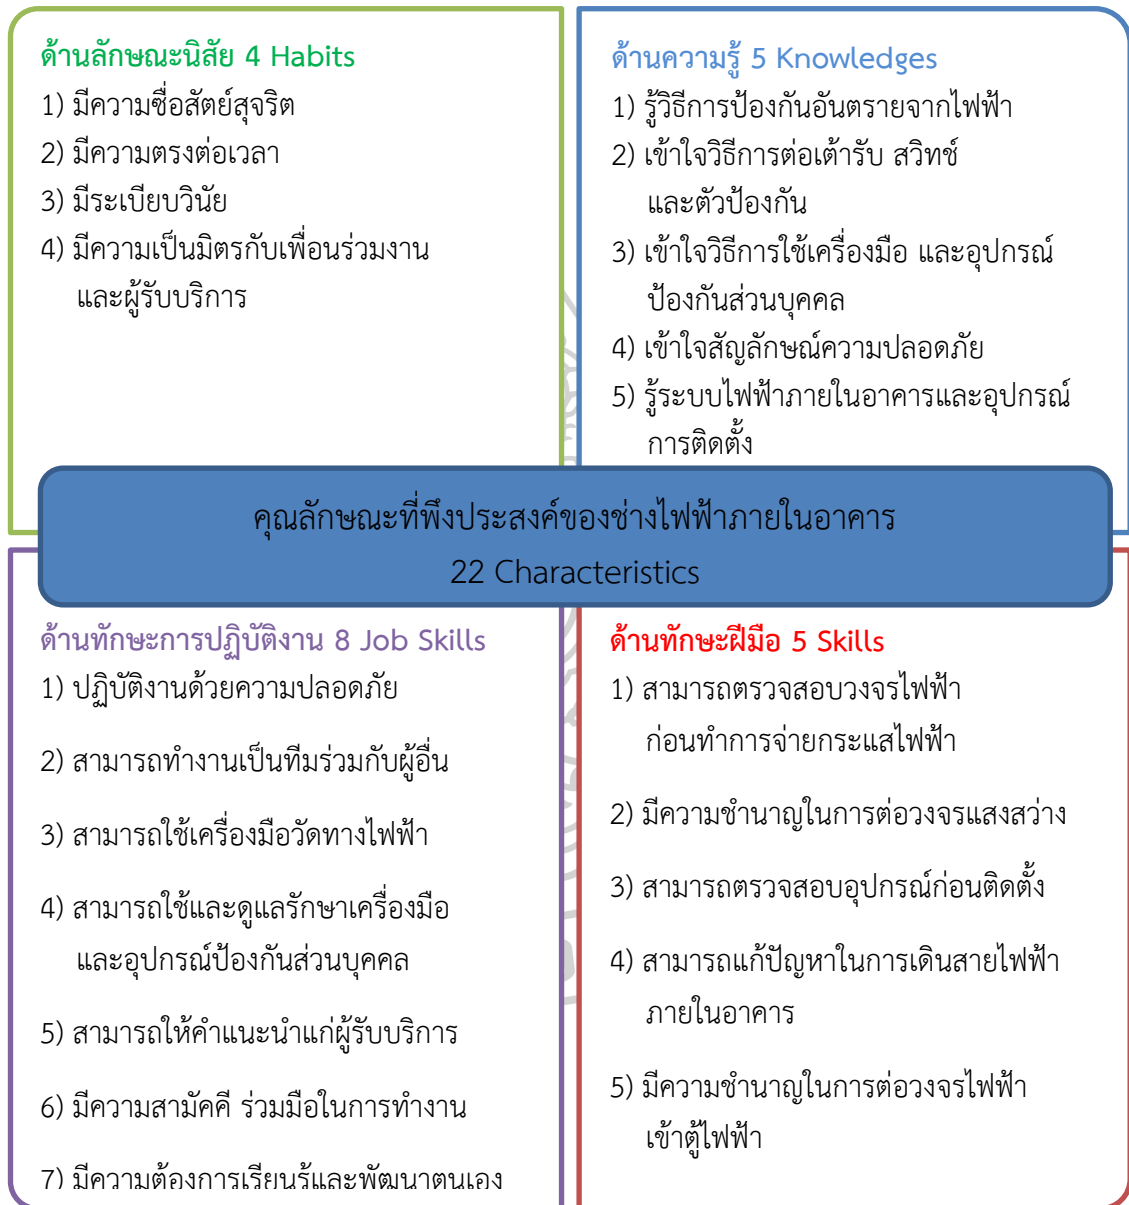 ด้านลักษณะนิสัย 4 Habits
1) มีความซื่อสัตย์สุจริต
2) มีความตรงต่อเวลา
3) มีระเบียบวินัย
4) มีความเป็นมิตรกับเพื่อนร่วมงาน
และผู้รับบริการ
ด้านความรู้ 5 Knowledges
1) รู้วิธีการป้องกันอันตรายจากไฟฟ้า
2) เข้าใจวิธีการต่อเต้ารับ สวิทช์
และตัวป้องกัน
3) เข้าใจวิธีการใช้เครื่องมือ และอุปกรณ์
ป้องกันส่วนบุคคล
4) เข้าใจสัญลักษณ์ความปลอดภัย
5) รู้ระบบไฟฟ้าภายในอาคารและอุปกรณ์
การติดตั้ง
คุณลักษณะที่พึงประสงค์ของช่างไฟฟ้าภายในอาคาร
22 Characteristics
ด้านทักษะการปฏิบัติงาน 8 Job Skills
1) ปฏิบัติงานด้วยความปลอดภัย
2) สามารถทำงานเป็นทีมร่วมกับผู้อื่น
3) สามารถใช้เครื่องมือวัดทางไฟฟ้า
4) สามารถใช้และดูแลรักษาเครื่องมือ
และอุปกรณ์ป้องกันส่วนบุคคล
5) สามารถให้คำแนะนำแก่ผู้รับบริการ
6) มีความสามัคคี ร่วมมือในการทำงาน
7) มีความต้องการเรียนรู้และพัฒนาตนเอง
ด้านทักษะฝีมือ 5 Skills
1) สามารถตรวจสอบวงจรไฟฟ้า
ก่อนทำการจ่ายกระแสไฟฟ้า
2) มีความชำนาญในการต่อวงจรแสงสว่าง
3) สามารถตรวจสอบอุปกรณ์ก่อนติดตั้ง
4) สามารถแก้ปัญหาในการเดินสายไฟฟ้า
ภายในอาคาร
5) มีความชำนาญในการต่อวงจรไฟฟ้า
เข้าตู้ไฟฟ้า